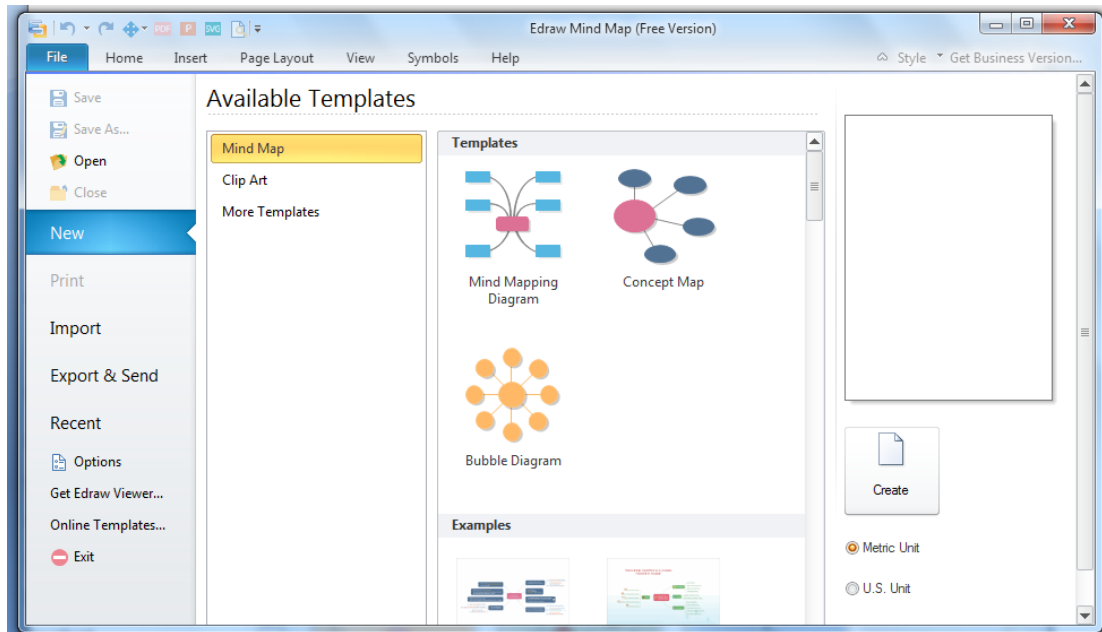 PDF P SVG
Edraw Mind Map (Free Version)
File Home Insert Page Layout View Symbols Help
Style Get Business Version...
Save
Save As...
Open
Close
New
Print
Import
Export & Send
Recent
Options
Get Edraw Viewer...
Online Templates...
Exit
Available Templates
Mind Map
Clip Art
More Templates
Templates
Mind Mapping
Diagram
Concept Map
Bubble Diagram
Examples
Create
Metric Unit
U.S. Unit